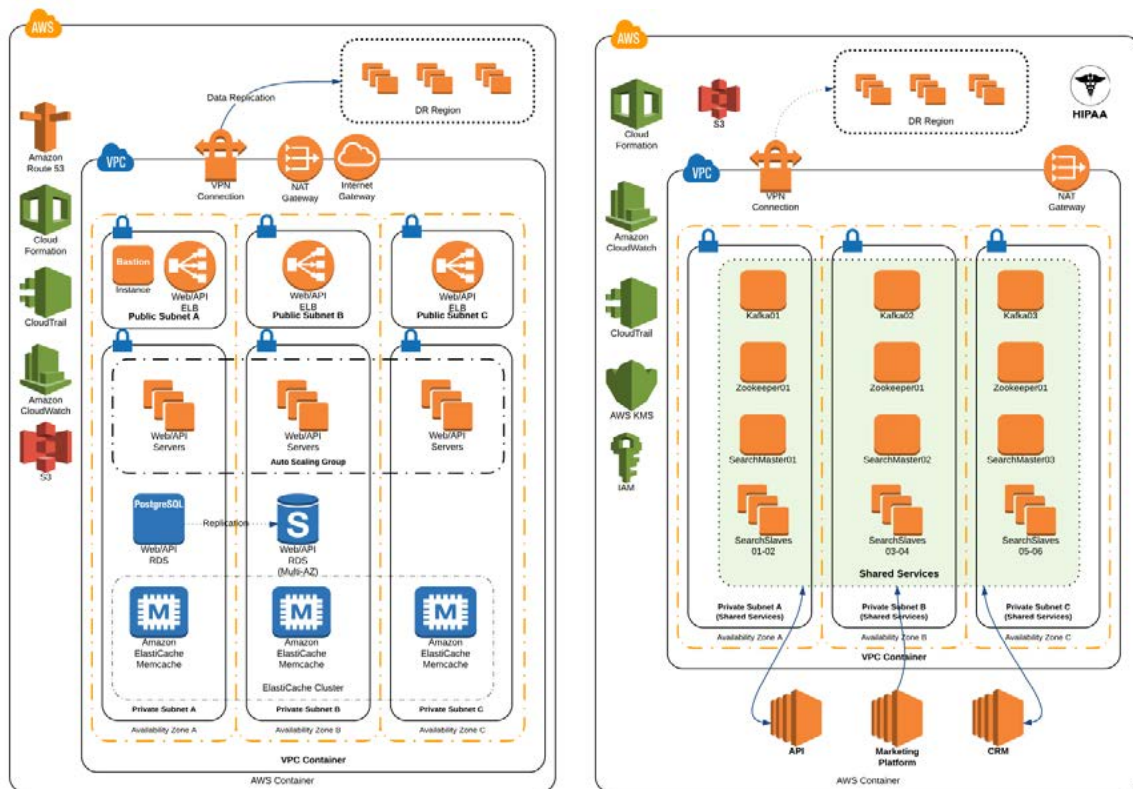 AWS
Data Replication
DR Region
Amazon
Route 53
VPC
VPN
Connection
NAT
Gateway
Internet
Gateway
Cloud
Formation
Bastion
Instance
Web/API
ELB
Public Subnet A
Web/API
ELB
Public Subnet B
Web/API
ELB
Public Subnet C
CloudTrail
Amazon
CloudWatch
S3
Web/API
Servers
Web/API
Servers
Web/API
Servers
Auto Scaling Group
PostgreSQL
Replication
S
Web/API
RDS
Web/API
RDS
(Multi-AZ)
M
M
M
Amazon
ElastiCache
Memcache
Amazon
ElastiCache
Memcache
Amazon
ElastiCache
Memcache
ElastiCache Cluster
Private Subnet A
Private Subnet B
Private Subnet C
Availability Zone A
Availability Zone B
Availability Zone C
VPC Container
AWS Container
AWS
Cloud
Formation
S3
DR Region
HIPAA
VPC
VPN
Connection
NAT
Gateway
Amazon
CloudWatch
CloudTrail
AWS KMS
IAM
Kafka01
Kafka02
Kafka03
Zookeeper01
Zookeeper01
Zookeeper01
SearchMaster01
SearchMaster02
SearchMaster03
SearchSlaves
01-02
SearchSlaves
03-04
SearchSlaves
05-06
Shared Services
Private Subnet A
(Shared Services)
Private Subnet B
(Shared Services)
Private Subnet C
(Shared Services)
Availability Zone A
Availability Zone B
Availability Zone C
VPC Container
API
Marketing
Platform
CRM
AWS Container